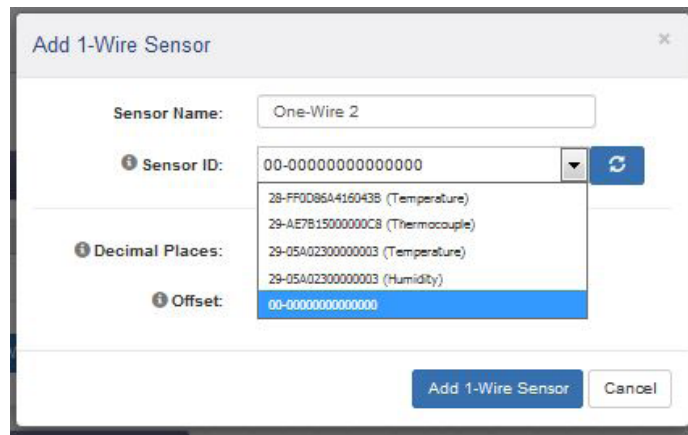 Add 1-Wire Sensor ×
Sensor Name: One-Wire 2
Sensor ID: 00-00000000000000
28-FF0D86A416043B (Temperature)
29-AE7B15000000C8 (Thermocouple)
29-05A02300000003 (Temperature)
29-05A02300000003 (Humidity)
00-00000000000000
Decimal Places:
Offset:
Add 1-Wire Sensor Cancel